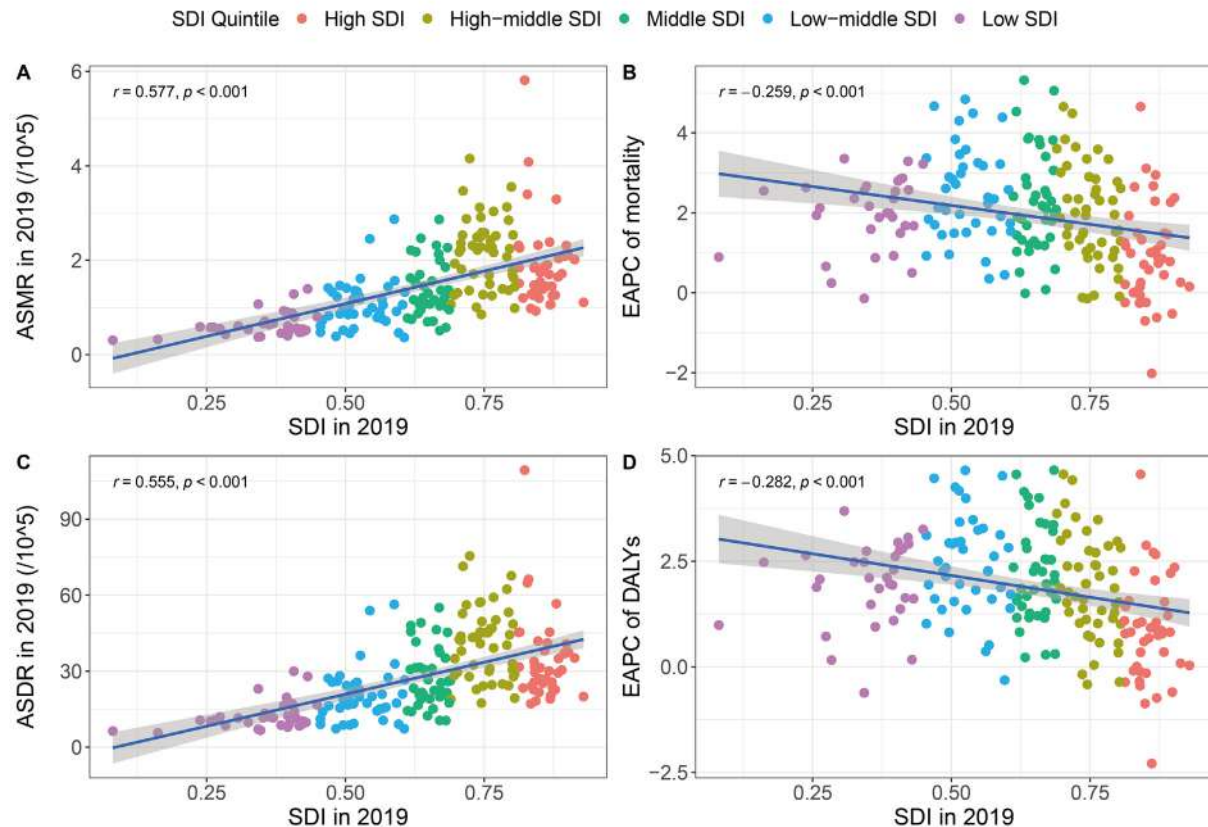 SDI Quintile High SDI High-middle SDI Middle SDI Low-middle SDI Low SDI
A
r = 0.577, p < 0.001
ASMR in 2019 (/10^5)
6
4
2
0
0.25 0.50 0.75
SDI in 2019
B
r = −0.259, p < 0.001
EAPC of mortality
4
2
0
−2
0.25 0.50 0.75
SDI in 2019
C
r = 0.555, p < 0.001
ASDR in 2019 (/10^5)
90
60
30
0
0.25 0.50 0.75
SDI in 2019
D
r = −0.282, p < 0.001
EAPC of DALYs
5.0
2.5
0.0
−2.5
0.25 0.50 0.75
SDI in 2019